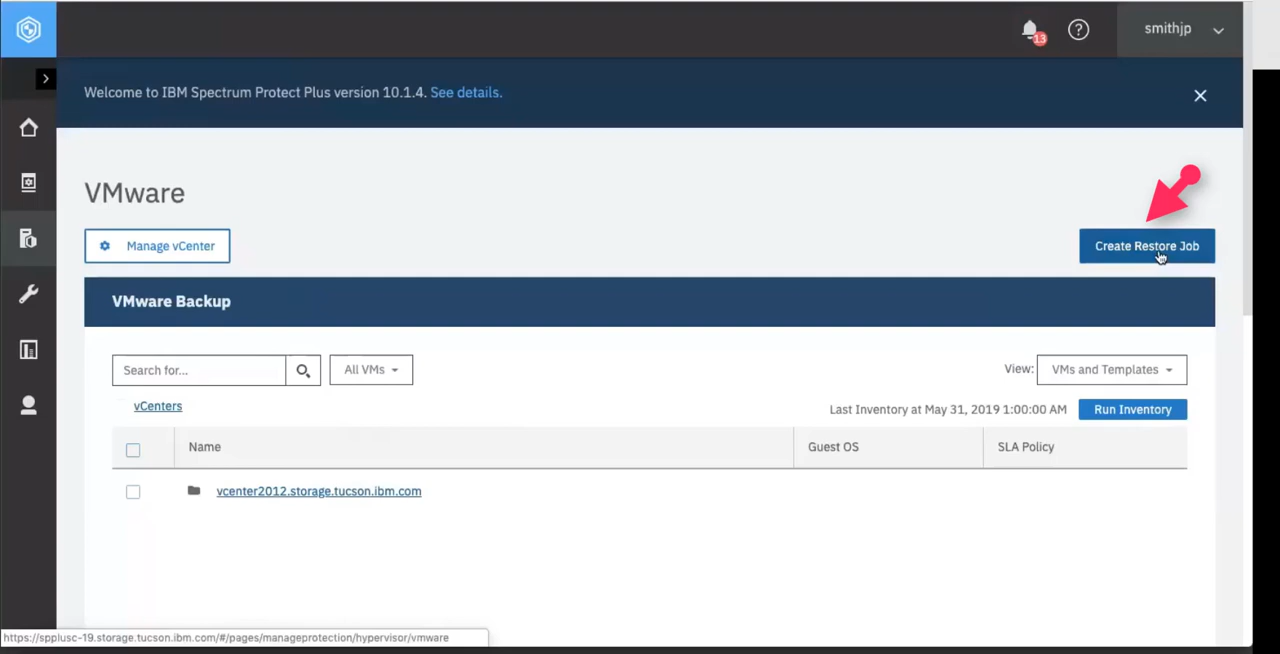 13
?
smithjp
Welcome to IBM Spectrum Protect Plus version 10.1.4. See details.
VMware
Manage vCenter
Create Restore Job
VMware Backup
Search for...
All VMs
View: VMs and Templates
vCenters
Last Inventory at May 31, 2019 1:00:00 AM
Run Inventory
Name
Guest OS
SLA Policy
vcenter2012.storage.tucson.ibm.com
https://spplusc-19.storage.tucson.ibm.com/#/pages/manageprotection/hypervisor/vmware